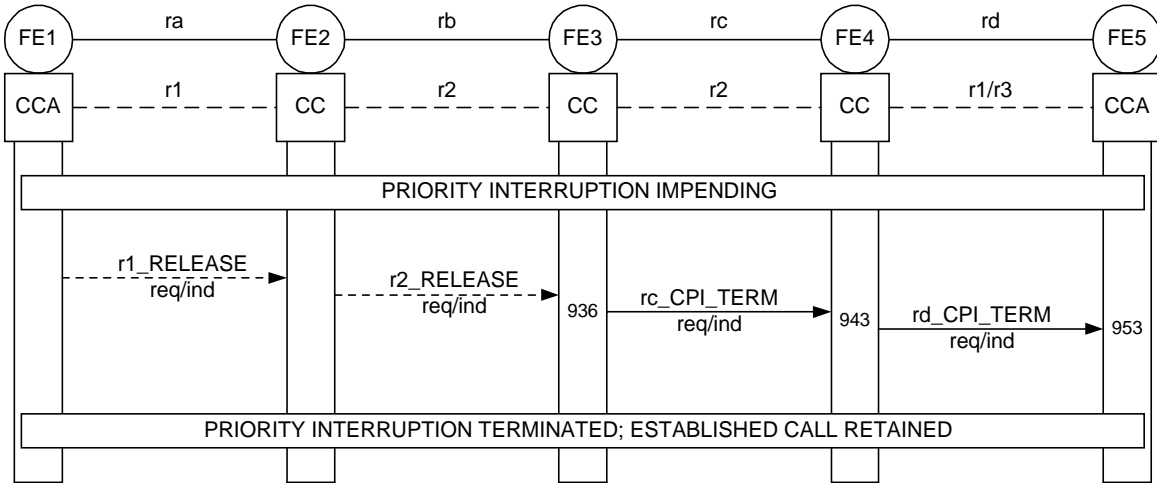 ra rb rc rd
FE1 FE2 FE3 FE4 FE5
r1 r2 r2 r1/r3
CCA CC CC CC CCA
PRIORITY INTERRUPTION IMPENDING
r1_RELEASE
req/ind
r2_RELEASE
req/ind
936
rc_CPI_TERM
req/ind
943
rd_CPI_TERM
req/ind
953
PRIORITY INTERRUPTION TERMINATED; ESTABLISHED CALL RETAINED